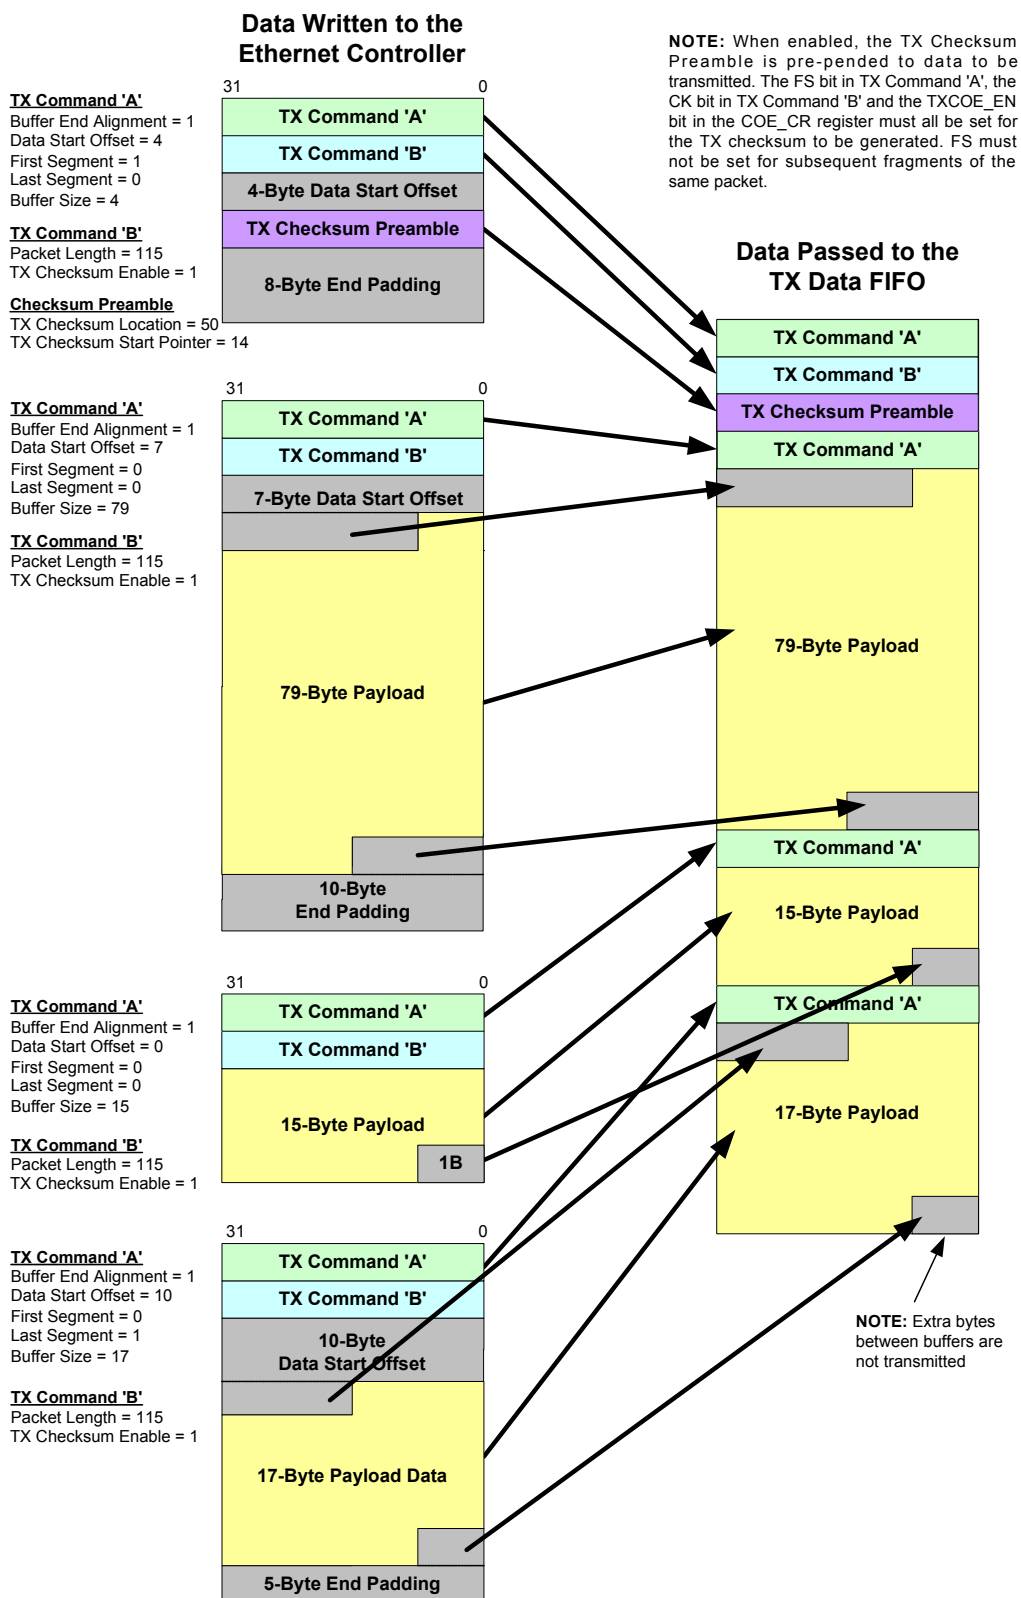 Data Written to the
Ethernet Controller
NOTE: When enabled, the TX Checksum
Preamble is pre-pended to data to be
transmitted. The FS bit in TX Command 'A', the
CK bit in TX Command 'B' and the TXCOE_EN
bit in the COE_CR register must all be set for
the TX checksum to be generated. FS must
not be set for subsequent fragments of the
same packet.
TX Command 'A'
Buffer End Alignment = 1
Data Start Offset = 4
First Segment = 1
Last Segment = 0
Buffer Size = 4
TX Command 'B'
Packet Length = 115
TX Checksum Enable = 1
Checksum Preamble
TX Checksum Location = 50
TX Checksum Start Pointer = 14
31 0
TX Command 'A'
TX Command 'B'
4-Byte Data Start Offset
TX Checksum Preamble
8-Byte End Padding
Data Passed to the
TX Data FIFO
TX Command 'A'
TX Command 'B'
TX Checksum Preamble
TX Command 'A'
79-Byte Payload
TX Command 'A'
15-Byte Payload
TX Command 'A'
17-Byte Payload
NOTE: Extra bytes
between buffers are
not transmitted
TX Command 'A'
Buffer End Alignment = 1
Data Start Offset = 7
First Segment = 0
Last Segment = 0
Buffer Size = 79
TX Command 'B'
Packet Length = 115
TX Checksum Enable = 1
31 0
TX Command 'A'
TX Command 'B'
7-Byte Data Start Offset
79-Byte Payload
10-Byte
End Padding
TX Command 'A'
Buffer End Alignment = 1
Data Start Offset = 0
First Segment = 0
Last Segment = 0
Buffer Size = 15
TX Command 'B'
Packet Length = 115
TX Checksum Enable = 1
31 0
TX Command 'A'
TX Command 'B'
15-Byte Payload
1B
TX Command 'A'
Buffer End Alignment = 1
Data Start Offset = 10
First Segment = 0
Last Segment = 1
Buffer Size = 17
TX Command 'B'
Packet Length = 115
TX Checksum Enable = 1
31 0
TX Command 'A'
TX Command 'B'
10-Byte
Data Start Offset
17-Byte Payload Data
5-Byte End Padding